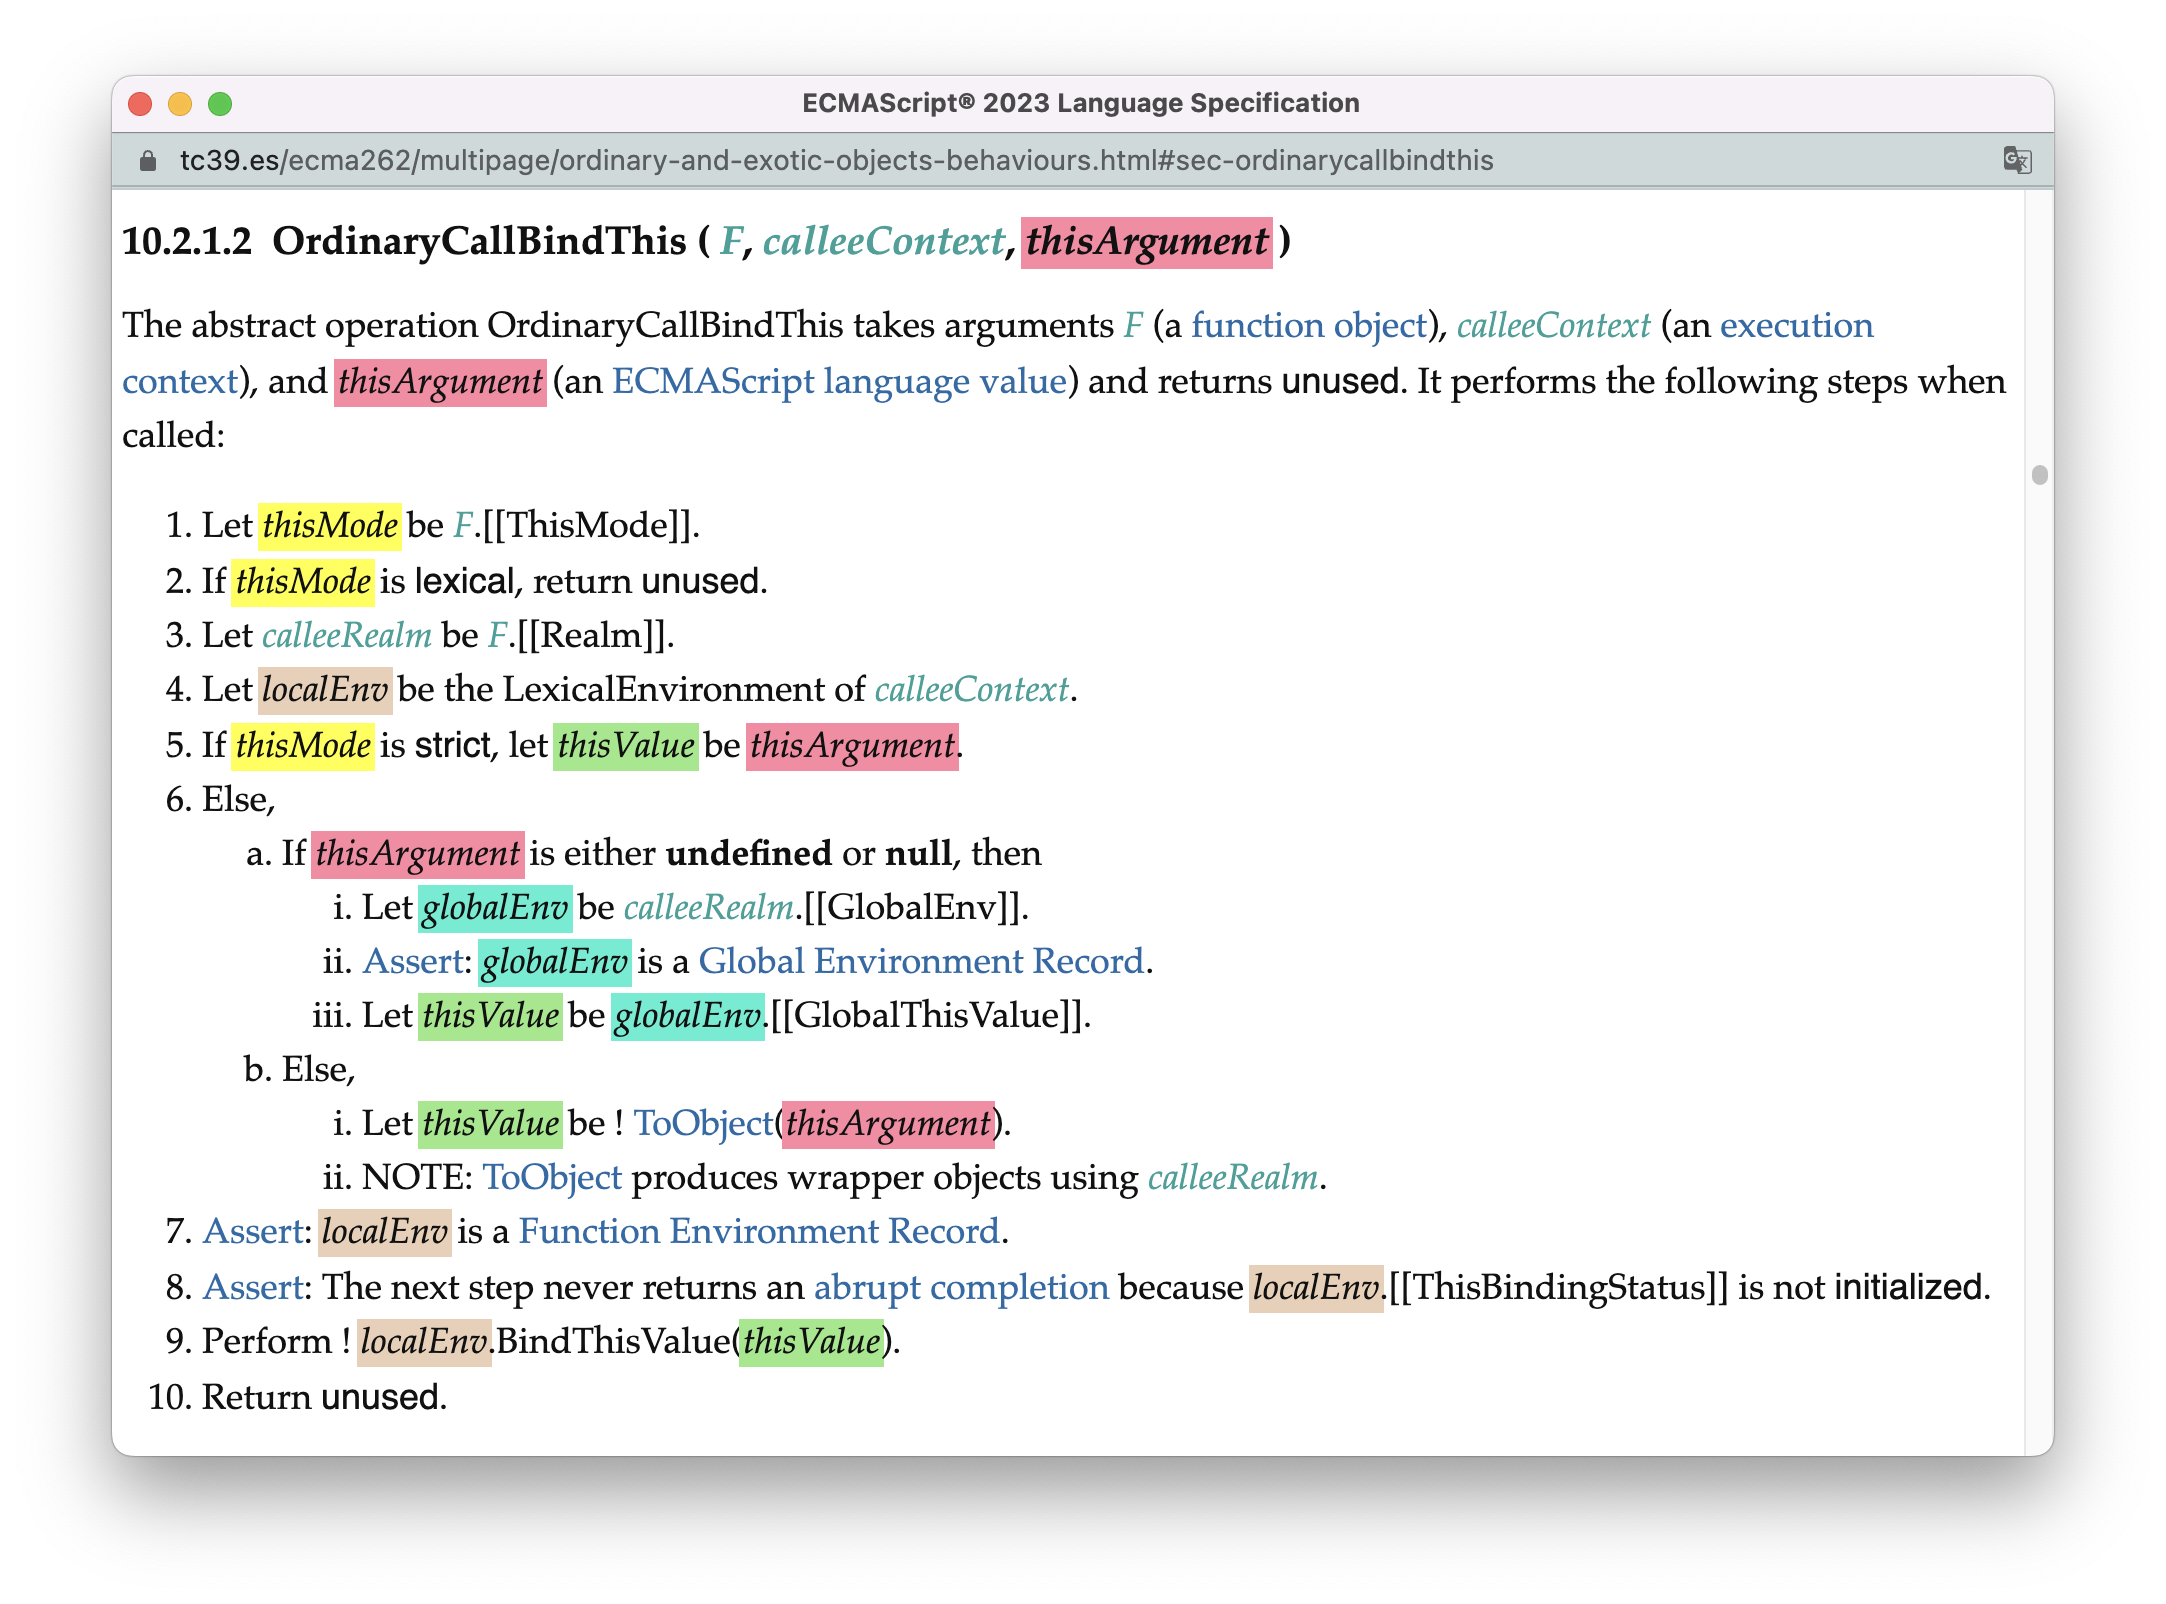 ECMAScript® 2023 Language Specification
tc39.es/ecma262/multipage/ordinary-and-exotic-objects-behaviours.html#sec-ordinarycallbindthis
10.2.1.2 OrdinaryCallBindThis ( F, calleeContext, thisArgument )
The abstract operation OrdinaryCallBindThis takes arguments F (a function object), calleeContext (an execution
context), and thisArgument (an ECMAScript language value) and returns unused. It performs the following steps when
called:
1. Let thisMode be F.[[ThisMode]].
2. If thisMode is lexical, return unused.
3. Let calleeRealm be F.[[Realm]].
4. Let localEnv be the LexicalEnvironment of calleeContext.
5. If thisMode is strict, let thisValue be thisArgument.
6. Else,
a. If thisArgument is either undefined or null, then
i. Let globalEnv be calleeRealm.[[GlobalEnv]].
ii. Assert: globalEnv is a Global Environment Record.
iii. Let thisValue be globalEnv.[[GlobalThisValue]].
b. Else,
i. Let thisValue be ! ToObject(thisArgument).
ii. NOTE: ToObject produces wrapper objects using calleeRealm.
7. Assert: localEnv is a Function Environment Record.
8. Assert: The next step never returns an abrupt completion because localEnv.[[ThisBindingStatus]] is not initialized.
9. Perform ! localEnv.BindThisValue(thisValue).
10. Return unused.